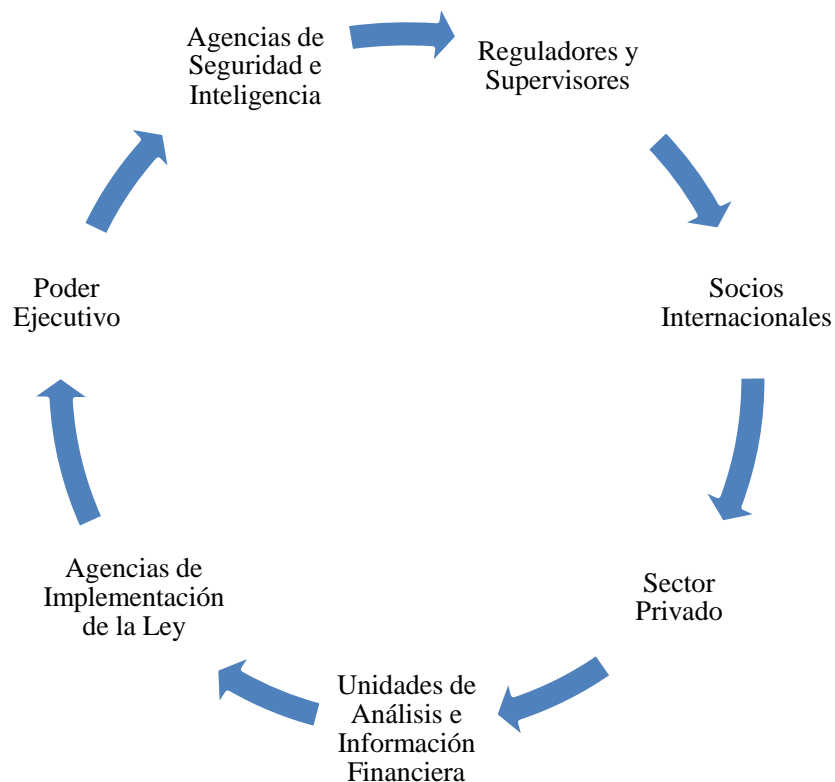 Agencias de
Seguridad e
Inteligencia
Reguladores y
Supervisores
Socios
Internacionales
Sector
Privado
Unidades de
Análisis e
Información
Financiera
Agencias de
Implementación
de la Ley
Poder
Ejecutivo